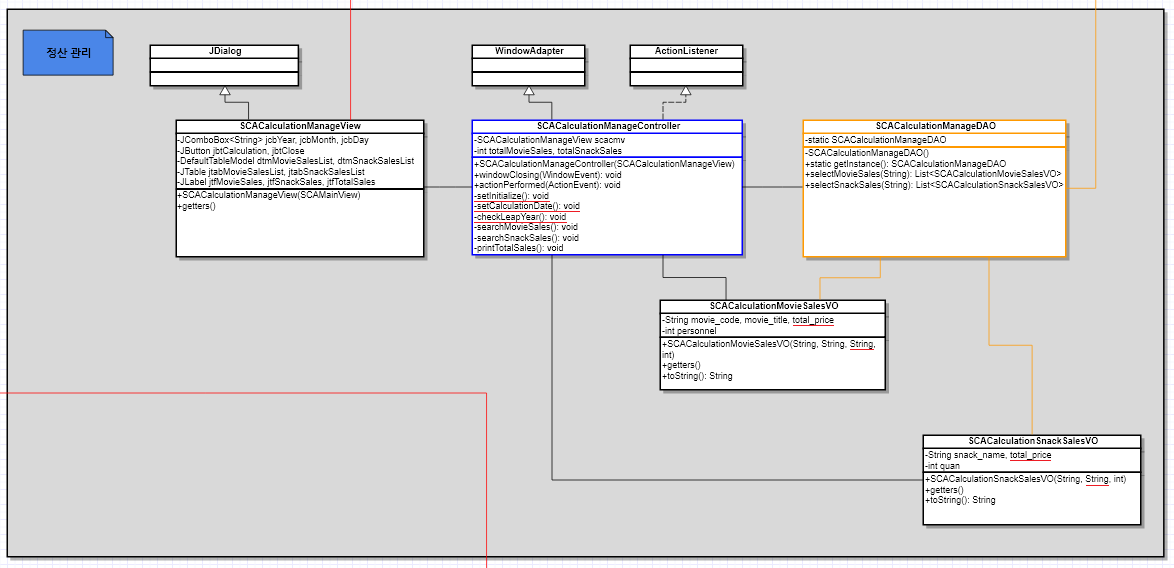 정산 관리
JDialog
WindowAdapter
ActionListener
SCACalculationManageView
-JComboBox<String> jcbYear, jcbMonth, jcbDay
-JButton jbtCalculation, jbtClose
-DefaultTableModel dtmMovieSalesList, dtmSnackSalesList
-JTable jtabMovieSalesList, jtabSnackSalesList
-JLabel jtfMovieSales, jtfSnackSales, jtfTotalSales
+SCACalculationManageView(SCAMainView)
+getters()
SCACalculationManageController
-SCACalculationManageView scacmv
-int totalMovieSales, totalSnackSales
+SCACalculationManageController(SCACalculationManageView)
+windowClosing(WindowEvent): void
+actionPerformed(ActionEvent): void
-setInitialize(): void
-setCalculationDate(): void
-checkLeapYear(): void
-searchMovieSales(): void
-searchSnackSales(): void
-printTotalSales(): void
SCACalculationManageDAO
-static SCACalculationManageDAO
-SCACalculationManageDAO()
+static getInstance(): SCACalculationManageDAO
+selectMovieSales(String): List<SCACalculationMovieSalesVO>
+selectSnackSales(String): List<SCACalculationSnackSalesVO>
SCACalculationMovieSalesVO
-String movie_code, movie_title, total_price
-int personnel
+SCACalculationMovieSalesVO(String, String, String,
int)
+getters()
+toString(): String
SCACalculationSnackSalesVO
-String snack_name, total_price
-int quan
+SCACalculationSnackSalesVO(String, String, int)
+getters()
+toString(): String